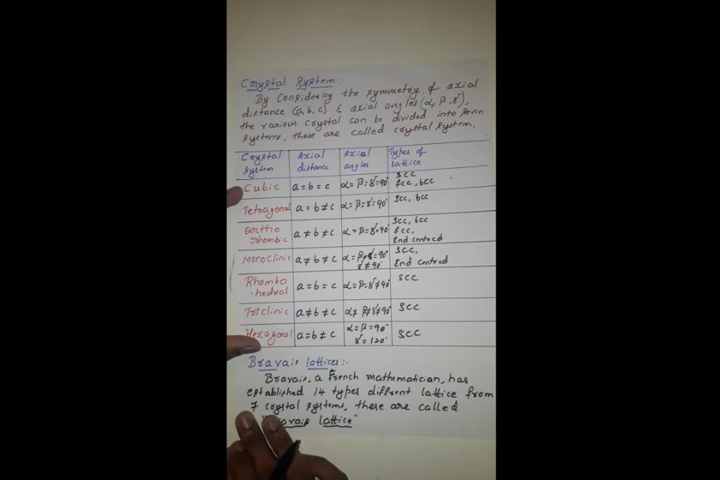 Crystal System:-
By Considering the symmetry of axial
distance (a, b, c) & axial angles (α, β, γ),
the various crystal can be divided into seven
systems, these are called crystal system.
Crystal system | Axial distance | Axial angles | Types of lattice
Cubic | a = b = c | α = β = γ = 90° | SCC fcc, bcc
Tetragonal | a = b ≠ c | α = β = γ = 90° | Scc, bcc
Ortho rhombic | a ≠ b ≠ c | α = β = γ = 90° | Scc, bcc fcc, End centred
Monoclinic | a ≠ b ≠ c | α = β = 90° γ ≠ 90° | SCC, End centred
Rhombo -hedral | a = b = c | α = β = γ ≠ 90° | SCC
Triclinic | a ≠ b ≠ c | α ≠ β ≠ γ ≠ 90° | SCC
Hexagonal | a = b ≠ c | α = β = 90° γ = 120° | SCC
Bravais lattices:-
Bravais, a French mathematician, has
established 14 types different lattice from
7 crystal systems, these are called
"Bravais lattice"